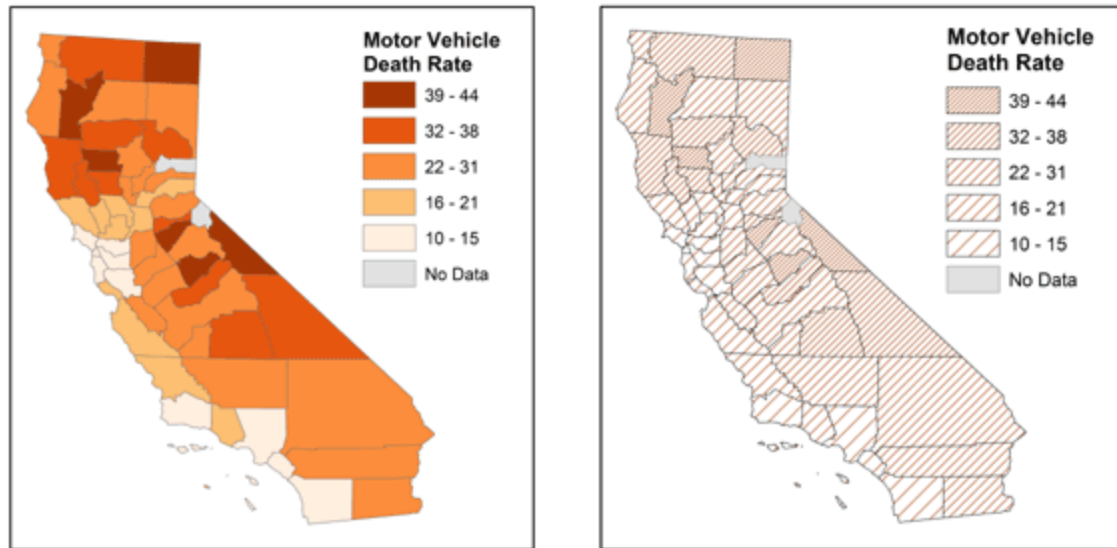 Motor Vehicle
Death Rate
39 - 44
32 - 38
22 - 31
16 - 21
10 - 15
No Data
Motor Vehicle
Death Rate
39 - 44
32 - 38
22 - 31
16 - 21
10 - 15
No Data